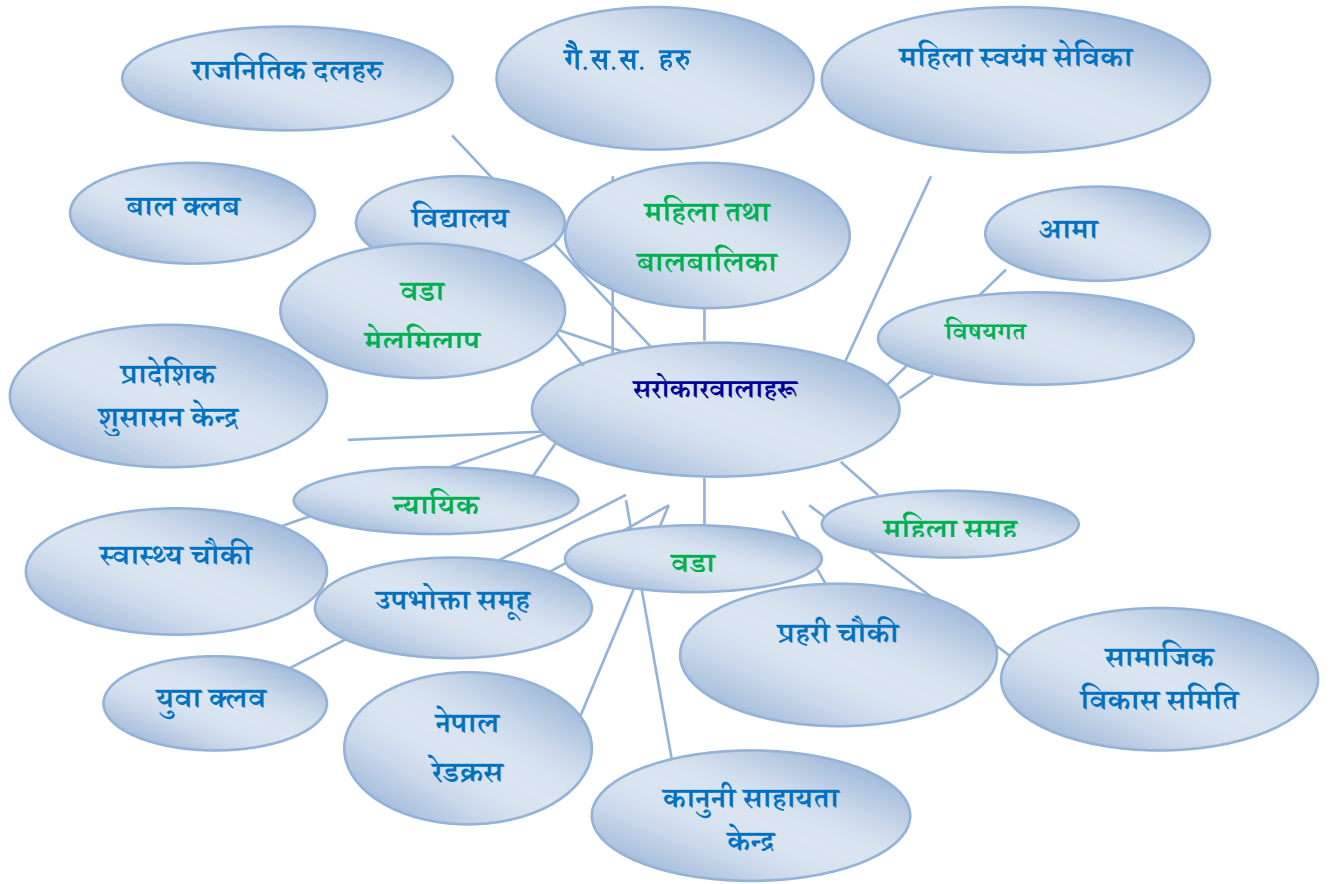 राजनितिक दलहरु
गै.स.स. हरु
महिला स्वयंम सेविका
बाल क्लब
विद्यालय
महिला तथा
बालबालिका
आमा
वडा
मेलमिलाप
विषयगत
प्रादेशिक
शुसासन केन्द्र
सरोकारवालाहरू
न्यायिक
महिला समूह
स्वास्थ्य चौकी
वडा
उपभोक्ता समूह
प्रहरी चौकी
सामाजिक
विकास समिति
युवा क्लव
नेपाल
रेडक्रस
कानुनी साहायता
केन्द्र